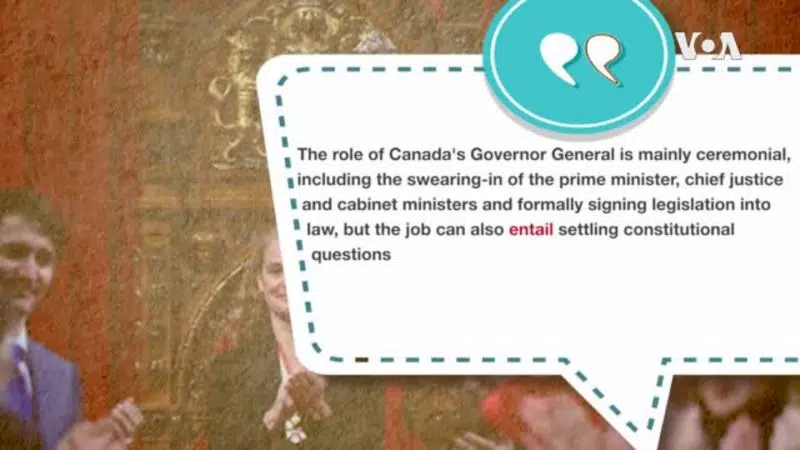 VOA
The role of Canada's Governor General is mainly ceremonial,
including the swearing-in of the prime minister, chief justice
and cabinet ministers and formally signing legislation into
law, but the job can also entail settling constitutional
questions